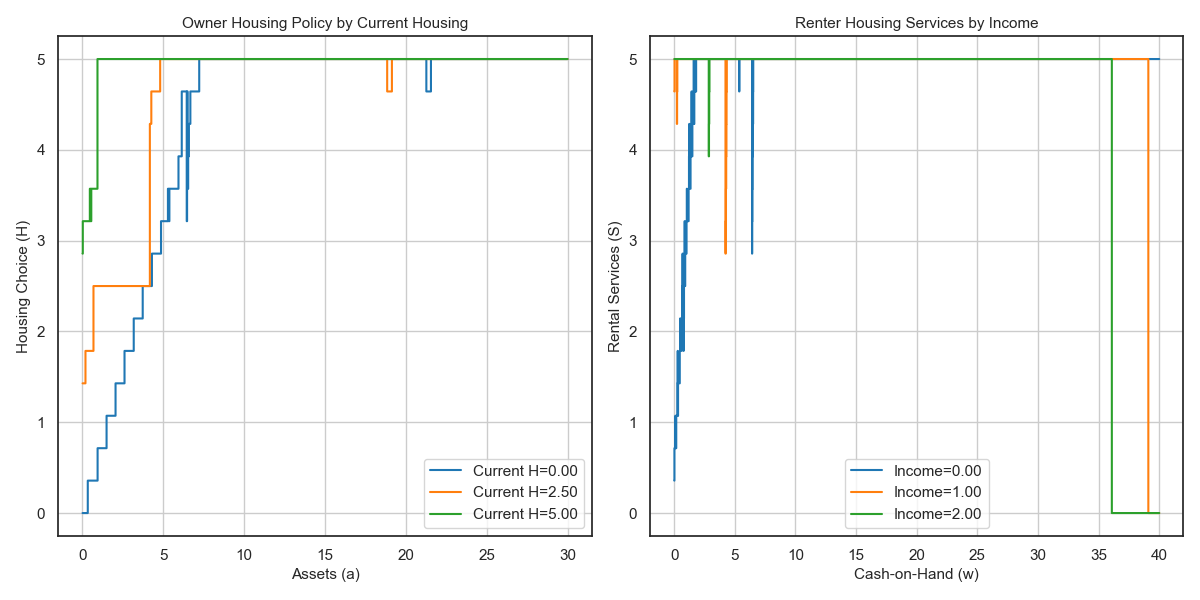 Owner Housing Policy by Current Housing
Housing Choice (H)
5
4
3
2
1
0
0
5
10
15
20
25
30
Assets (a)
Current H=0.00
Current H=2.50
Current H=5.00
Renter Housing Services by Income
Rental Services (S)
5
4
3
2
1
0
0
5
10
15
20
25
30
35
40
Cash-on-Hand (w)
Income=0.00
Income=1.00
Income=2.00